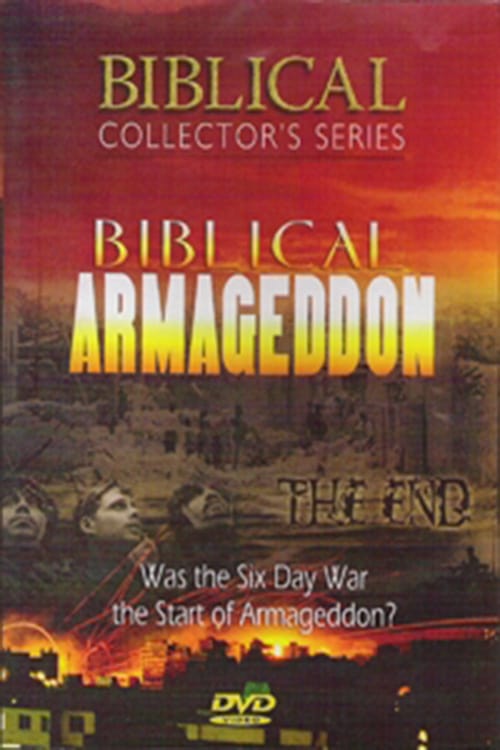 BIBLICAL
COLLECTOR'S SERIES
BIBLICAL
ARMAGEDDON
THE END
Was the Six Day War
the Start of Armageddon?
DVD
VIDEO